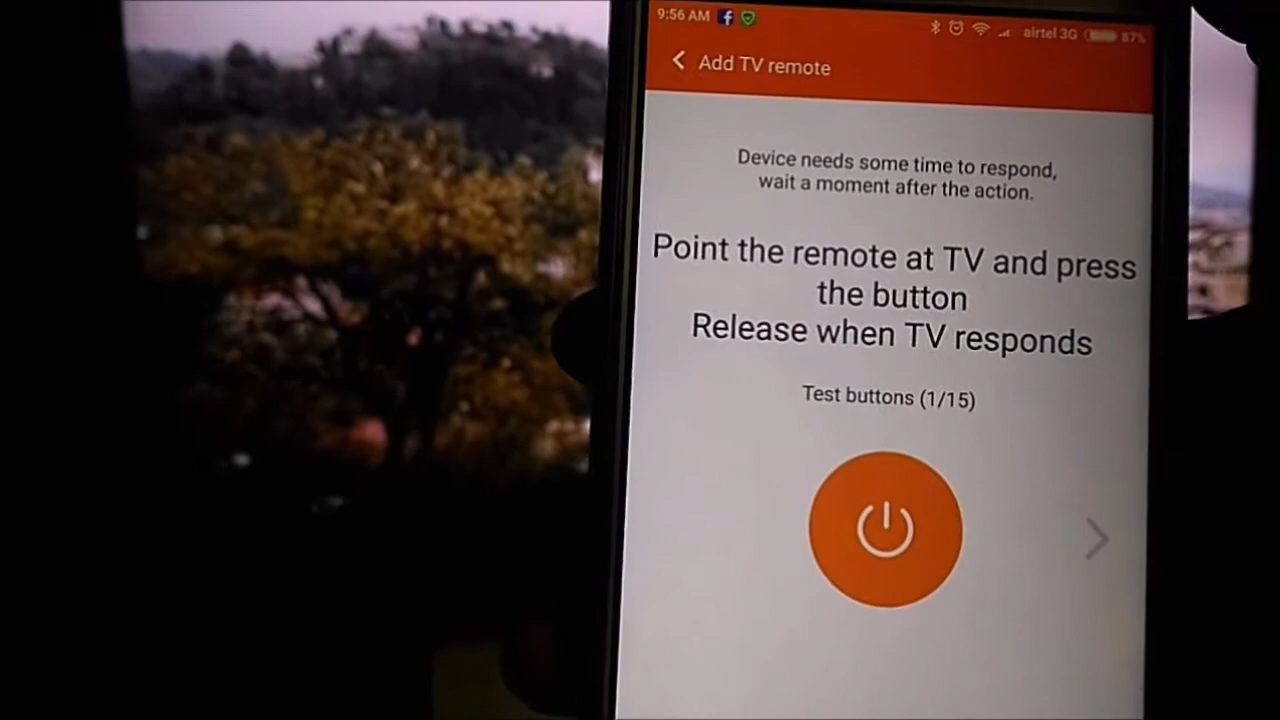 9:56 AM f airtel 3G 87%
Add TV remote
Device needs some time to respond,
wait a moment after the action.
Point the remote at TV and press
the button
Release when TV responds
Test buttons (1/15)